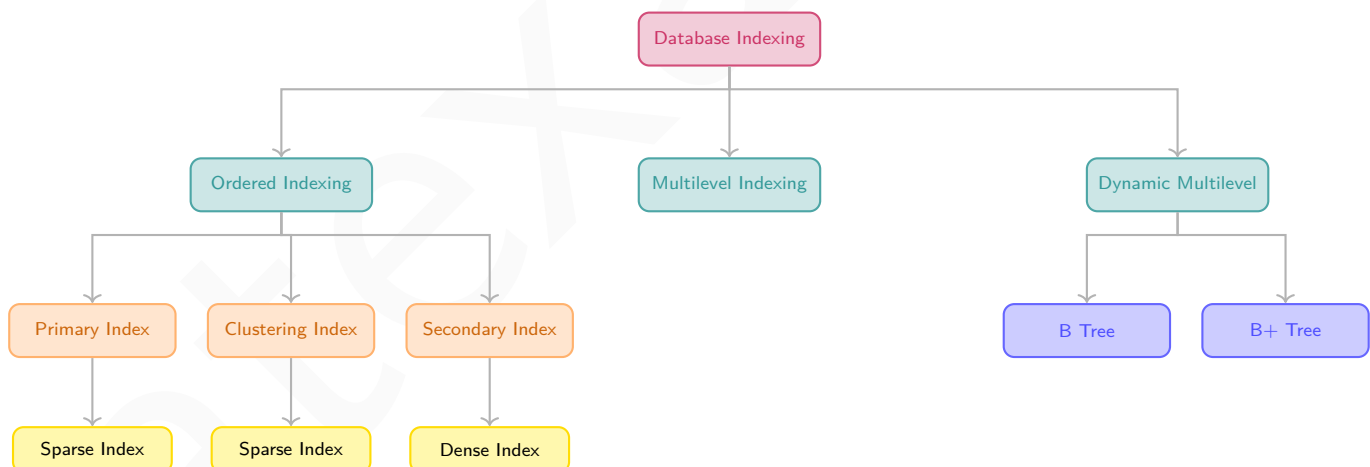 Database Indexing
Ordered Indexing
Multilevel Indexing
Dynamic Multilevel
Primary Index
Clustering Index
Secondary Index
B Tree
B+ Tree
Sparse Index
Sparse Index
Dense Index